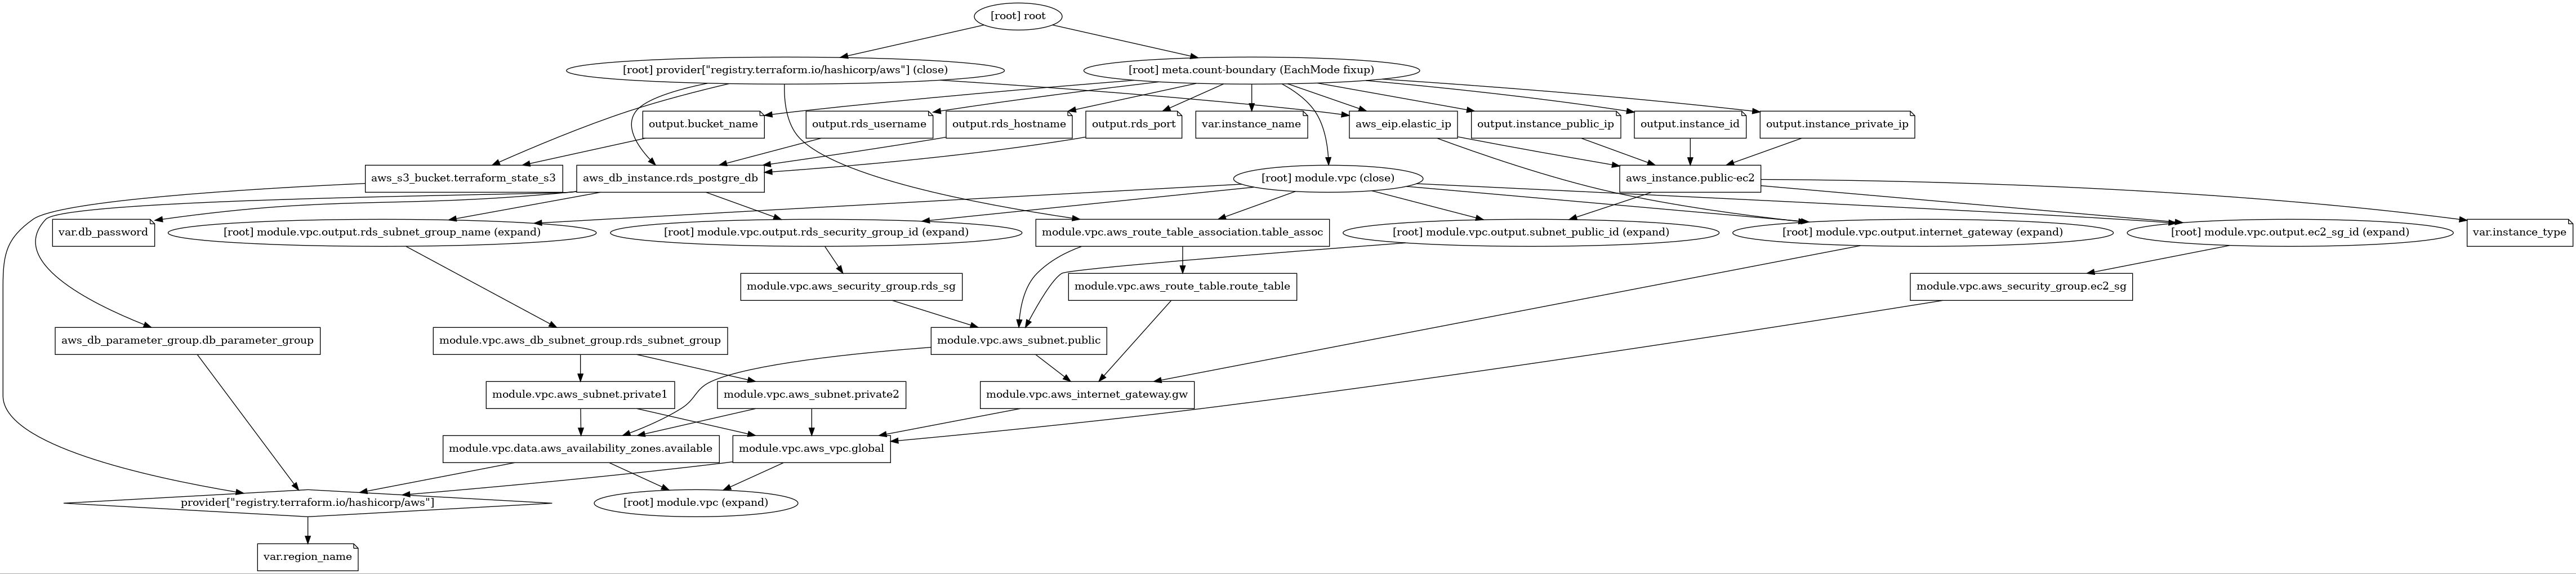 [root] root
[root] provider["registry.terraform.io/hashicorp/aws"] (close)
[root] meta.count-boundary (EachMode fixup)
output.bucket_name
output.rds_username
output.rds_hostname
output.rds_port
var.instance_name
aws_eip.elastic_ip
output.instance_public_ip
output.instance_id
output.instance_private_ip
aws_s3_bucket.terraform_state_s3
aws_db_instance.rds_postgre_db
[root] module.vpc (close)
aws_instance.public-ec2
var.db_password
[root] module.vpc.output.rds_subnet_group_name (expand)
[root] module.vpc.output.rds_security_group_id (expand)
module.vpc.aws_route_table_association.table_assoc
[root] module.vpc.output.subnet_public_id (expand)
[root] module.vpc.output.internet_gateway (expand)
[root] module.vpc.output.ec2_sg_id (expand)
var.instance_type
module.vpc.aws_security_group.rds_sg
module.vpc.aws_route_table.route_table
module.vpc.aws_security_group.ec2_sg
aws_db_parameter_group.db_parameter_group
module.vpc.aws_db_subnet_group.rds_subnet_group
module.vpc.aws_subnet.public
module.vpc.aws_subnet.private1
module.vpc.aws_subnet.private2
module.vpc.aws_internet_gateway.gw
module.vpc.data.aws_availability_zones.available
module.vpc.aws_vpc.global
provider["registry.terraform.io/hashicorp/aws"]
[root] module.vpc (expand)
var.region_name